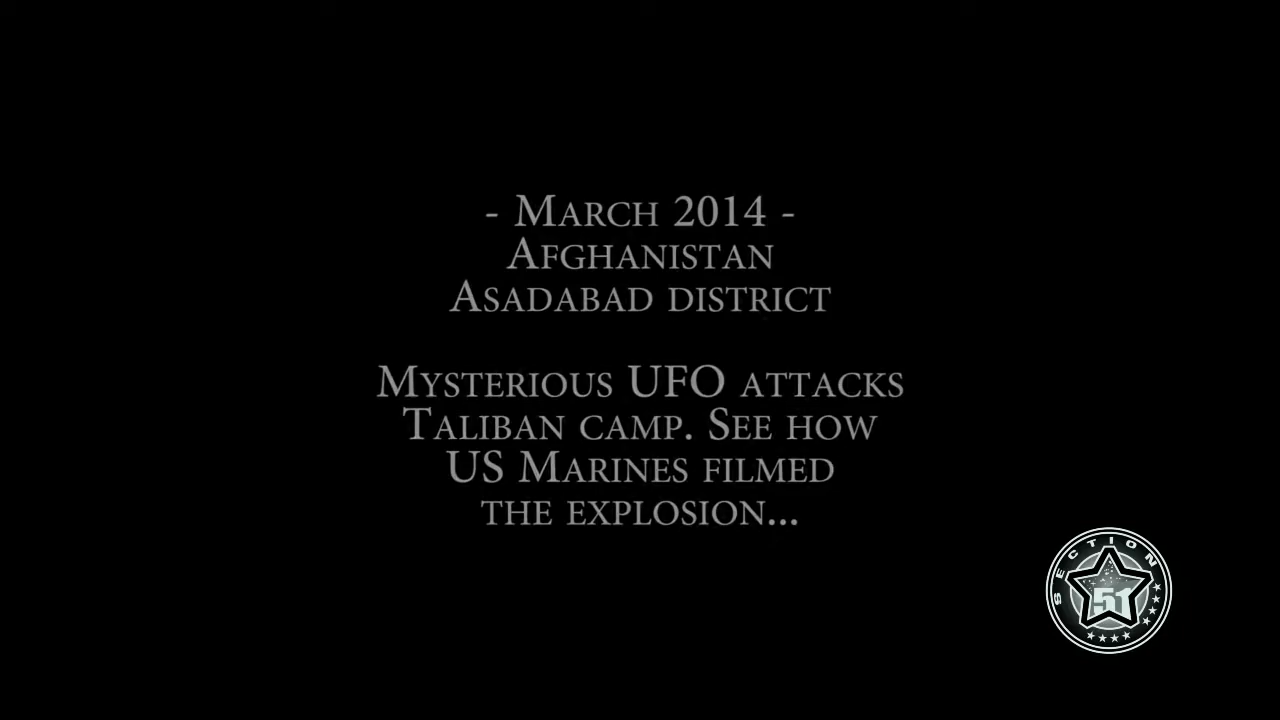 - March 2014 -
Afghanistan
Asadabad district
Mysterious UFO attacks
Taliban camp. See how
US Marines filmed
the explosion...
SECTION
51